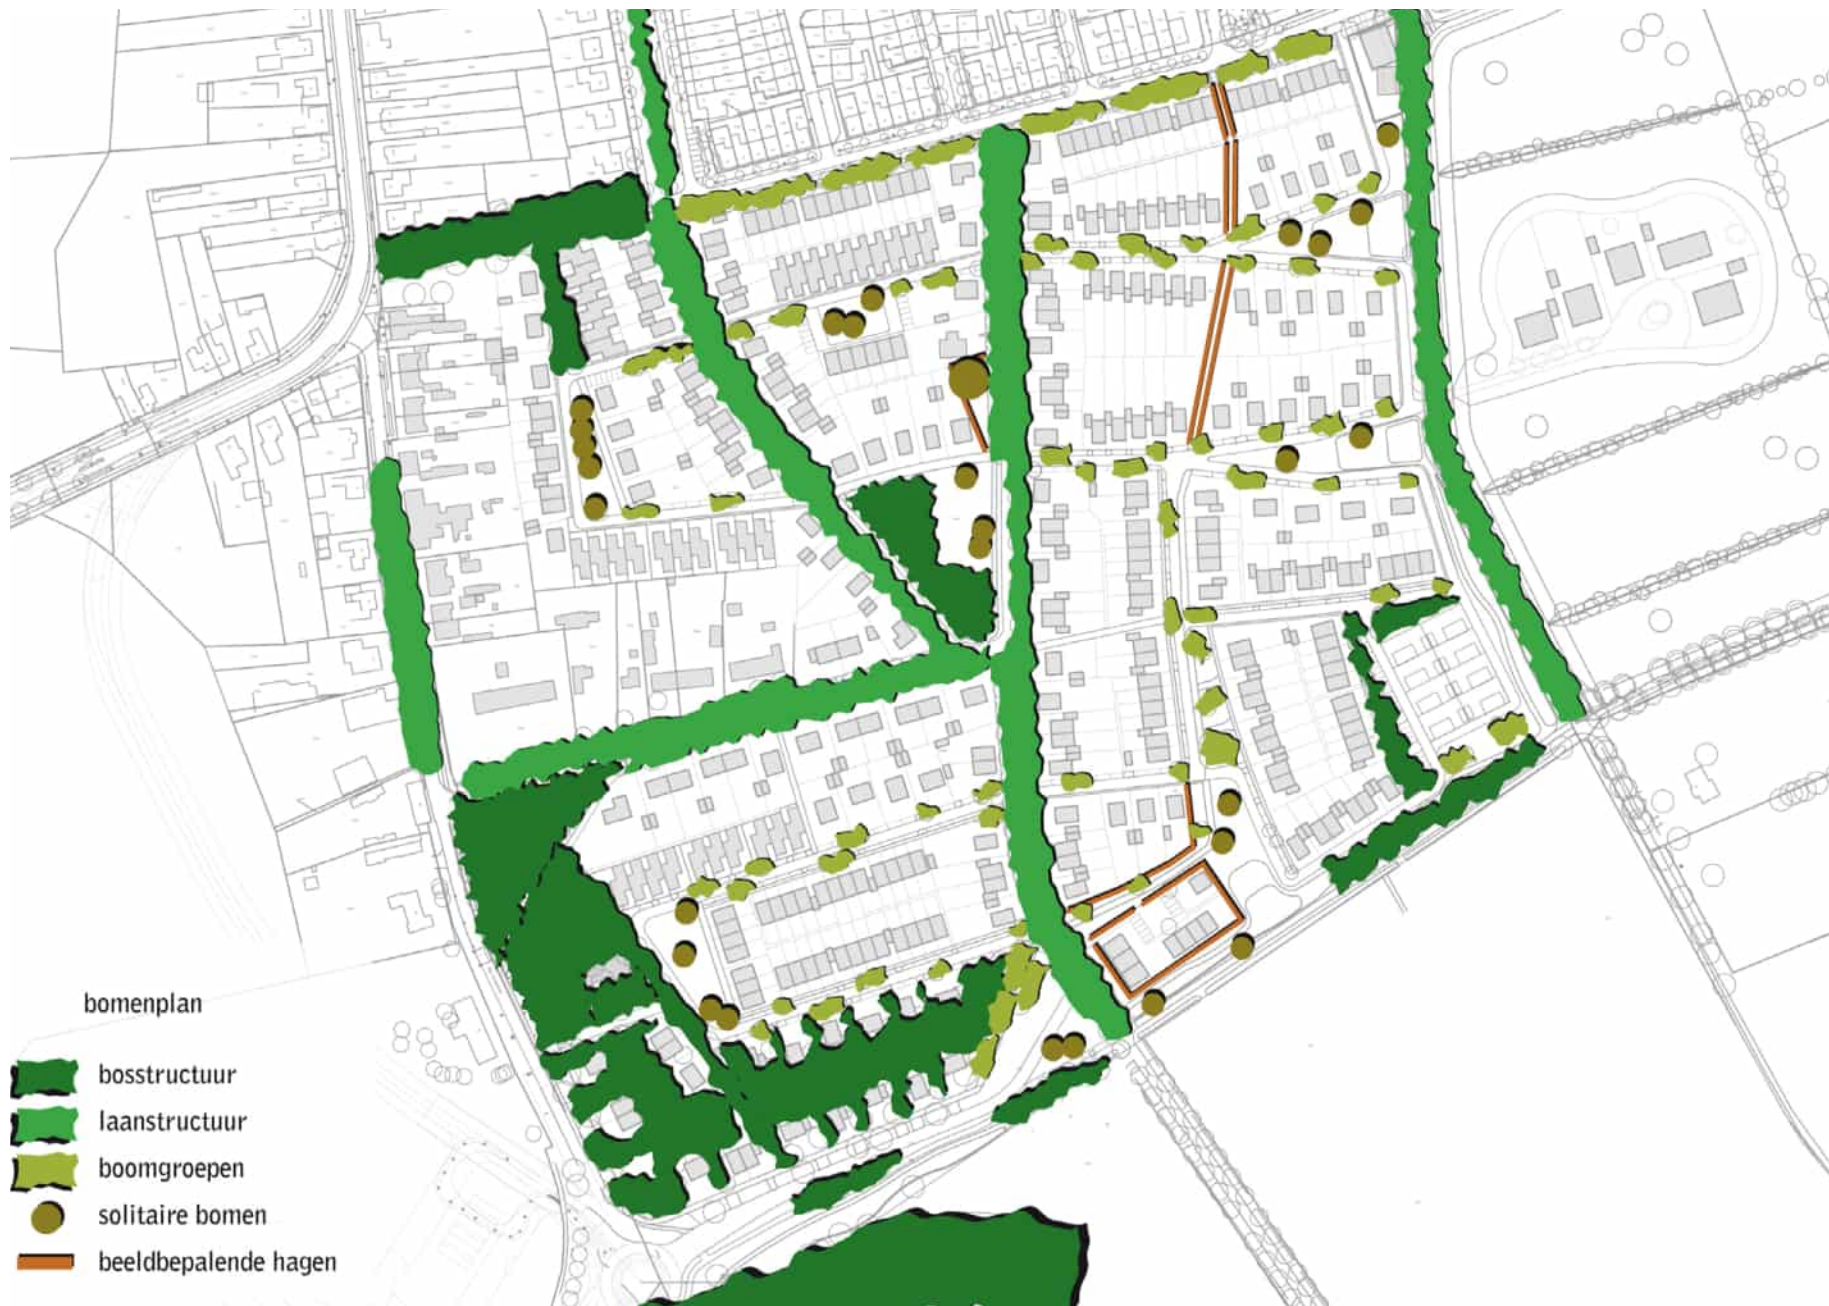 bomenplan
bosstructuur
laanstructuur
boomgroepen
solitaire bomen
beeldbepalende hagen